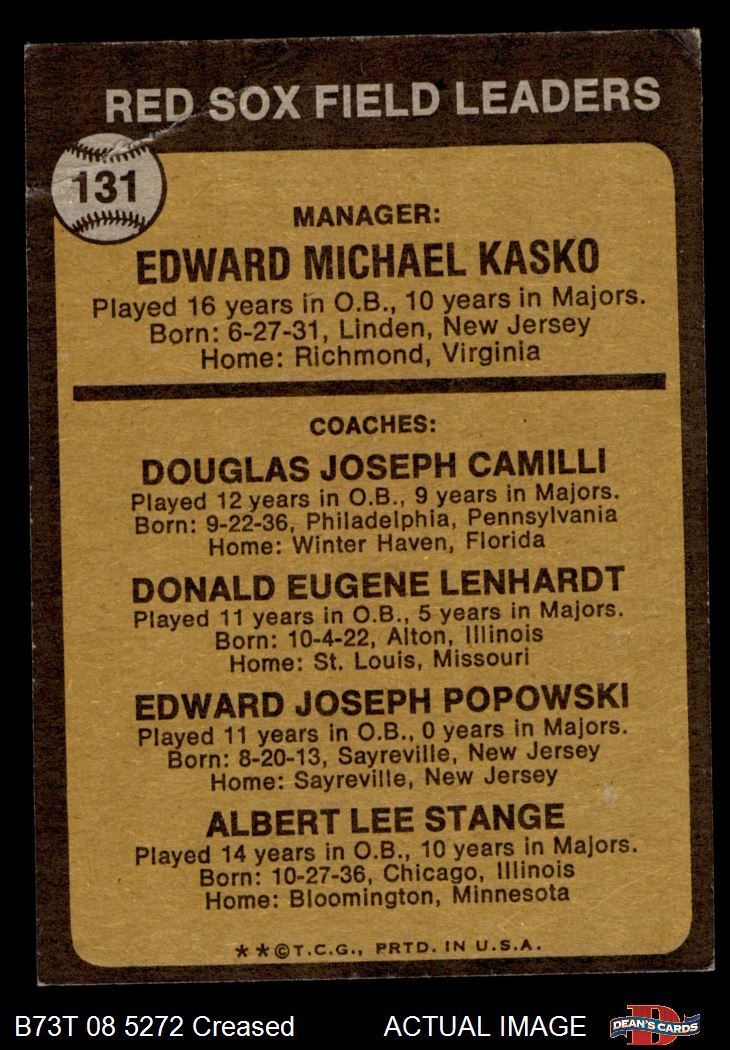 RED SOX FIELD LEADERS
131
MANAGER:
EDWARD MICHAEL KASKO
Played 16 years in O.B., 10 years in Majors.
Born: 6-27-31, Linden, New Jersey
Home: Richmond, Virginia
COACHES:
DOUGLAS JOSEPH CAMILLI
Played 12 years in O.B., 9 years in Majors.
Born: 9-22-36, Philadelphia, Pennsylvania
Home: Winter Haven, Florida
DONALD EUGENE LENHARDT
Played 11 years in O.B., 5 years in Majors.
Born: 10-4-22, Alton, Illinois
Home: St. Louis, Missouri
EDWARD JOSEPH POPOWSKI
Played 11 years in O.B., 0 years in Majors.
Born: 8-20-13, Sayreville, New Jersey
Home: Sayreville, New Jersey
ALBERT LEE STANGE
Played 14 years in O.B., 10 years in Majors.
Born: 10-27-36, Chicago, Illinois
Home: Bloomington, Minnesota
**©T.C.G., PRTD. IN U.S.A.
B73T 08 5272 Creased ACTUAL IMAGE DEAN'S CARDS